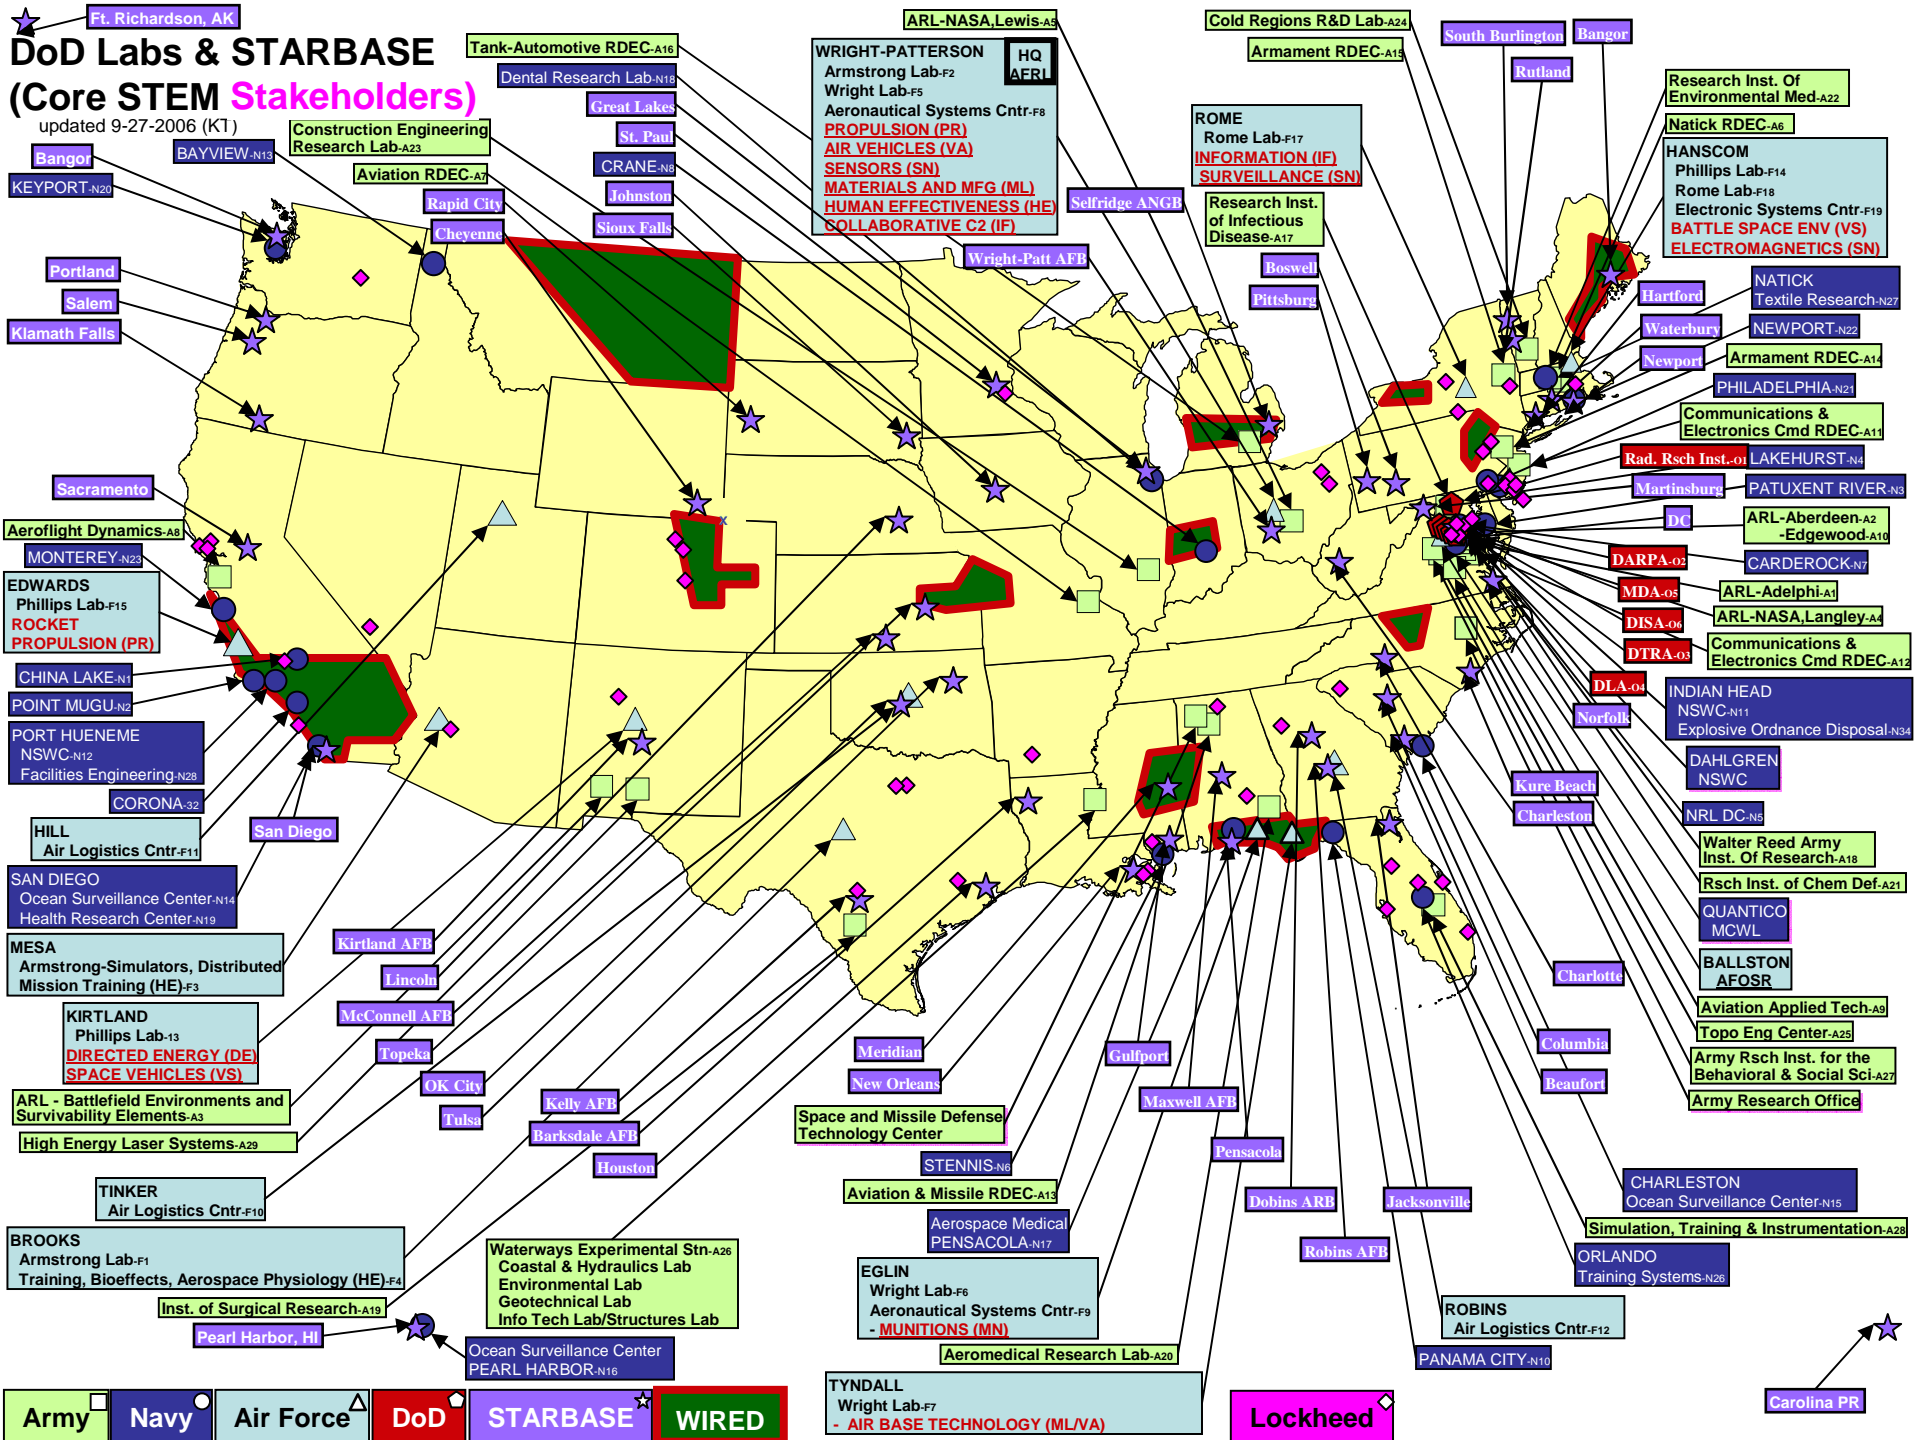 Ft. Richardson, AK
DoD Labs & STARBASE
(Core STEM Stakeholders)
updated 9-27-2006 (KT)
Bangor
KEYPORT-N20
BAYVIEW-N13
Construction Engineering
Research Lab-A23
Aviation RDEC-A7
Rapid City
Cheyenne
Tank-Automotive RDEC-A16
Dental Research Lab-N18
Great Lakes
St. Paul
CRANE-N8
Johnston
Sioux Falls
ARL-NASA,Lewis-A5
WRIGHT-PATTERSON
Armstrong Lab-F2
Wright Lab-F5
Aeronautical Systems Cntr-F8
PROPULSION (PR)
AIR VEHICLES (VA)
SENSORS (SN)
MATERIALS AND MFG (ML)
HUMAN EFFECTIVENESS (HE)
COLLABORATIVE C2 (IF)
HQ
AFRL
Selfridge ANGB
Wright-Patt AFB
Cold Regions R&D Lab-A24
Armament RDEC-A15
ROME
Rome Lab-F17
INFORMATION (IF)
SURVEILLANCE (SN)
Research Inst.
of Infectious
Disease-A17
Boswell
Pittsburg
South Burlington
Bangor
Rutland
Research Inst. Of
Environmental Med-A22
Natick RDEC-A6
HANSCOM
Phillips Lab-F14
Rome Lab-F18
Electronic Systems Cntr-F19
BATTLE SPACE ENV (VS)
ELECTROMAGNETICS (SN)
NATICK
Textile Research-N27
Hartford
Waterbury
NEWPORT-N22
Newport
Armament RDEC-A14
PHILADELPHIA-N21
Communications &
Electronics Cmd RDEC-A11
Rad. Rsch Inst.-O1
LAKEHURST-N4
Martinsburg
PATUXENT RIVER-N3
DC
ARL-Aberdeen-A2
-Edgewood-A10
DARPA-O2
CARDEROCK-N7
MDA-O5
ARL-Adelphi-A1
DISA-O6
ARL-NASA,Langley-A4
DTRA-O3
Communications &
Electronics Cmd RDEC-A12
DLA-O4
INDIAN HEAD
NSWC-N11
Explosive Ordnance Disposal-N34
Norfolk
DAHLGREN
NSWC
Kure Beach
Charleston
NRL DC-N5
Walter Reed Army
Inst. Of Research-A18
Rsch Inst. of Chem Def-A21
QUANTICO
MCWL
BALLSTON
AFOSR
Charlotte
Aviation Applied Tech-A9
Topo Eng Center-A25
Columbia
Army Rsch Inst. for the
Behavioral & Social Sci-A27
Beaufort
Army Research Office
CHARLESTON
Ocean Surveillance Center-N15
Simulation, Training & Instrumentation-A28
ORLANDO
Training Systems-N26
ROBINS
Air Logistics Cntr-F12
PANAMA CITY-N10
Carolina PR
Portland
Salem
Klamath Falls
Sacramento
Aeroflight Dynamics-A8
MONTEREY-N23
EDWARDS
Phillips Lab-F15
ROCKET
PROPULSION (PR)
CHINA LAKE-N1
POINT MUGU-N2
PORT HUENEME
NSWC-N12
Facilities Engineering-N28
CORONA-32
HILL
Air Logistics Cntr-F11
San Diego
SAN DIEGO
Ocean Surveillance Center-N14
Health Research Center-N19
MESA
Armstrong-Simulators, Distributed
Mission Training (HE)-F3
KIRTLAND
Phillips Lab-13
DIRECTED ENERGY (DE)
SPACE VEHICLES (VS)
ARL - Battlefield Environments and
Survivability Elements-A3
High Energy Laser Systems-A29
TINKER
Air Logistics Cntr-F10
BROOKS
Armstrong Lab-F1
Training, Bioeffects, Aerospace Physiology (HE)-F4
Inst. of Surgical Research-A19
Pearl Harbor, HI
Ocean Surveillance Center
PEARL HARBOR-N16
x
Kirtland AFB
Lincoln
McConnell AFB
Topeka
OK City
Tulsa
Kelly AFB
Barksdale AFB
Houston
Waterways Experimental Stn-A26
Coastal & Hydraulics Lab
Environmental Lab
Geotechnical Lab
Info Tech Lab/Structures Lab
Meridian
New Orleans
Space and Missile Defense
Technology Center
STENNIS-N6
Aviation & Missile RDEC-A13
Aerospace Medical
PENSACOLA-N17
EGLIN
Wright Lab-F6
Aeronautical Systems Cntr-F9
- MUNITIONS (MN)
Aeromedical Research Lab-A20
TYNDALL
Wright Lab-F7
- AIR BASE TECHNOLOGY (ML/VA)
Gulfport
Maxwell AFB
Pensacola
Dobins ARB
Robins AFB
Jacksonville
Army
Navy
Air Force
DoD
STARBASE
WIRED
Lockheed